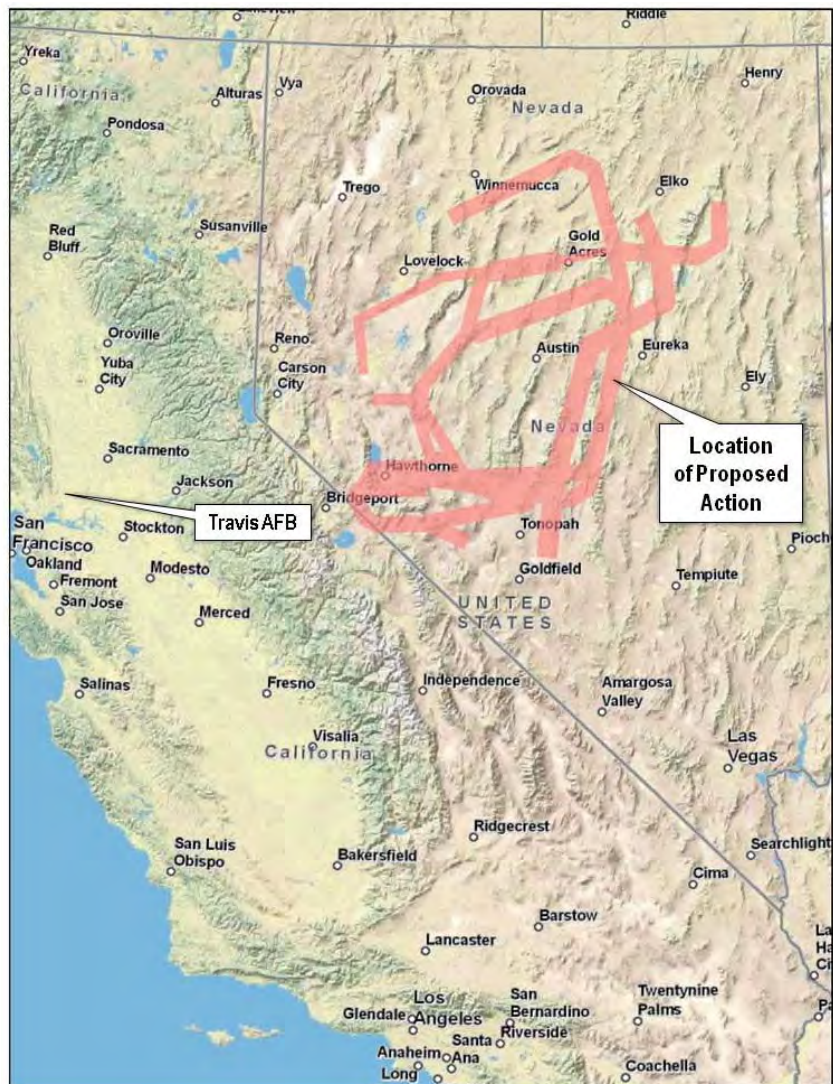 Riddle
Yreka
Vya
Orovada
Henry
California
Alturas
Nevada
Pondosa
Winnemucca
Elko
Trego
Red
Bluff
Susanville
Gold
Acres
Lovelock
Oroville
Reno
Austin
Eureka
Yuba
City
Carson
City
Ely
Nevada
Location
of Proposed
Action
Sacramento
Hawthorne
Jackson
Bridgeport
Travis AFB
San
Francisco
Stockton
Tonopah
Oakland
Fremont
Modesto
Goldfield
Tempiute
San Jose
Merced
UNITED
STATES
Salinas
Fresno
Independence
Amargosa
Valley
Visalia
California
Las
Vegas
San Luis
Obispo
Bakersfield
Ridgecrest
Searchlight
Cima
Barstow
Lancaster
Los
Angeles
Glendale
San
Bernardino
Twentynine
Palms
Santa
Ana
Riverside
Anaheim
Long
Coachella